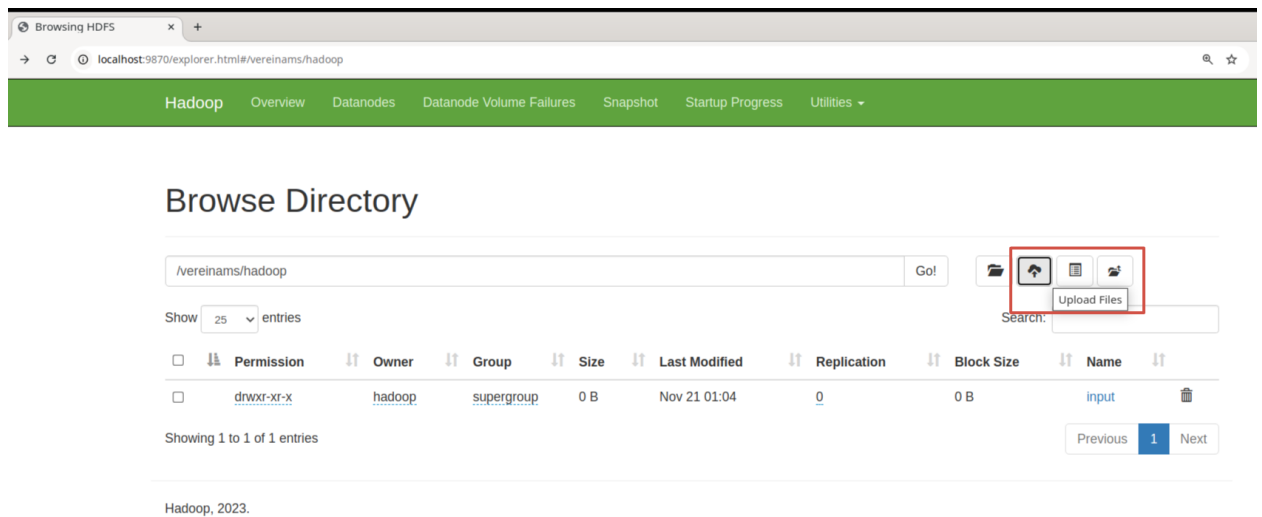 Browsing HDFS × +
localhost:9870/explorer.html#/vereinams/hadoop
Hadoop Overview Datanodes Datanode Volume Failures Snapshot Startup Progress Utilities
Browse Directory
/vereinams/hadoop Go!
Upload Files
Show 25 entries Search:
Permission Owner Group Size Last Modified Replication Block Size Name
drwxr-xr-x hadoop supergroup 0 B Nov 21 01:04 0 0 B input
Showing 1 to 1 of 1 entries Previous 1 Next
Hadoop, 2023.